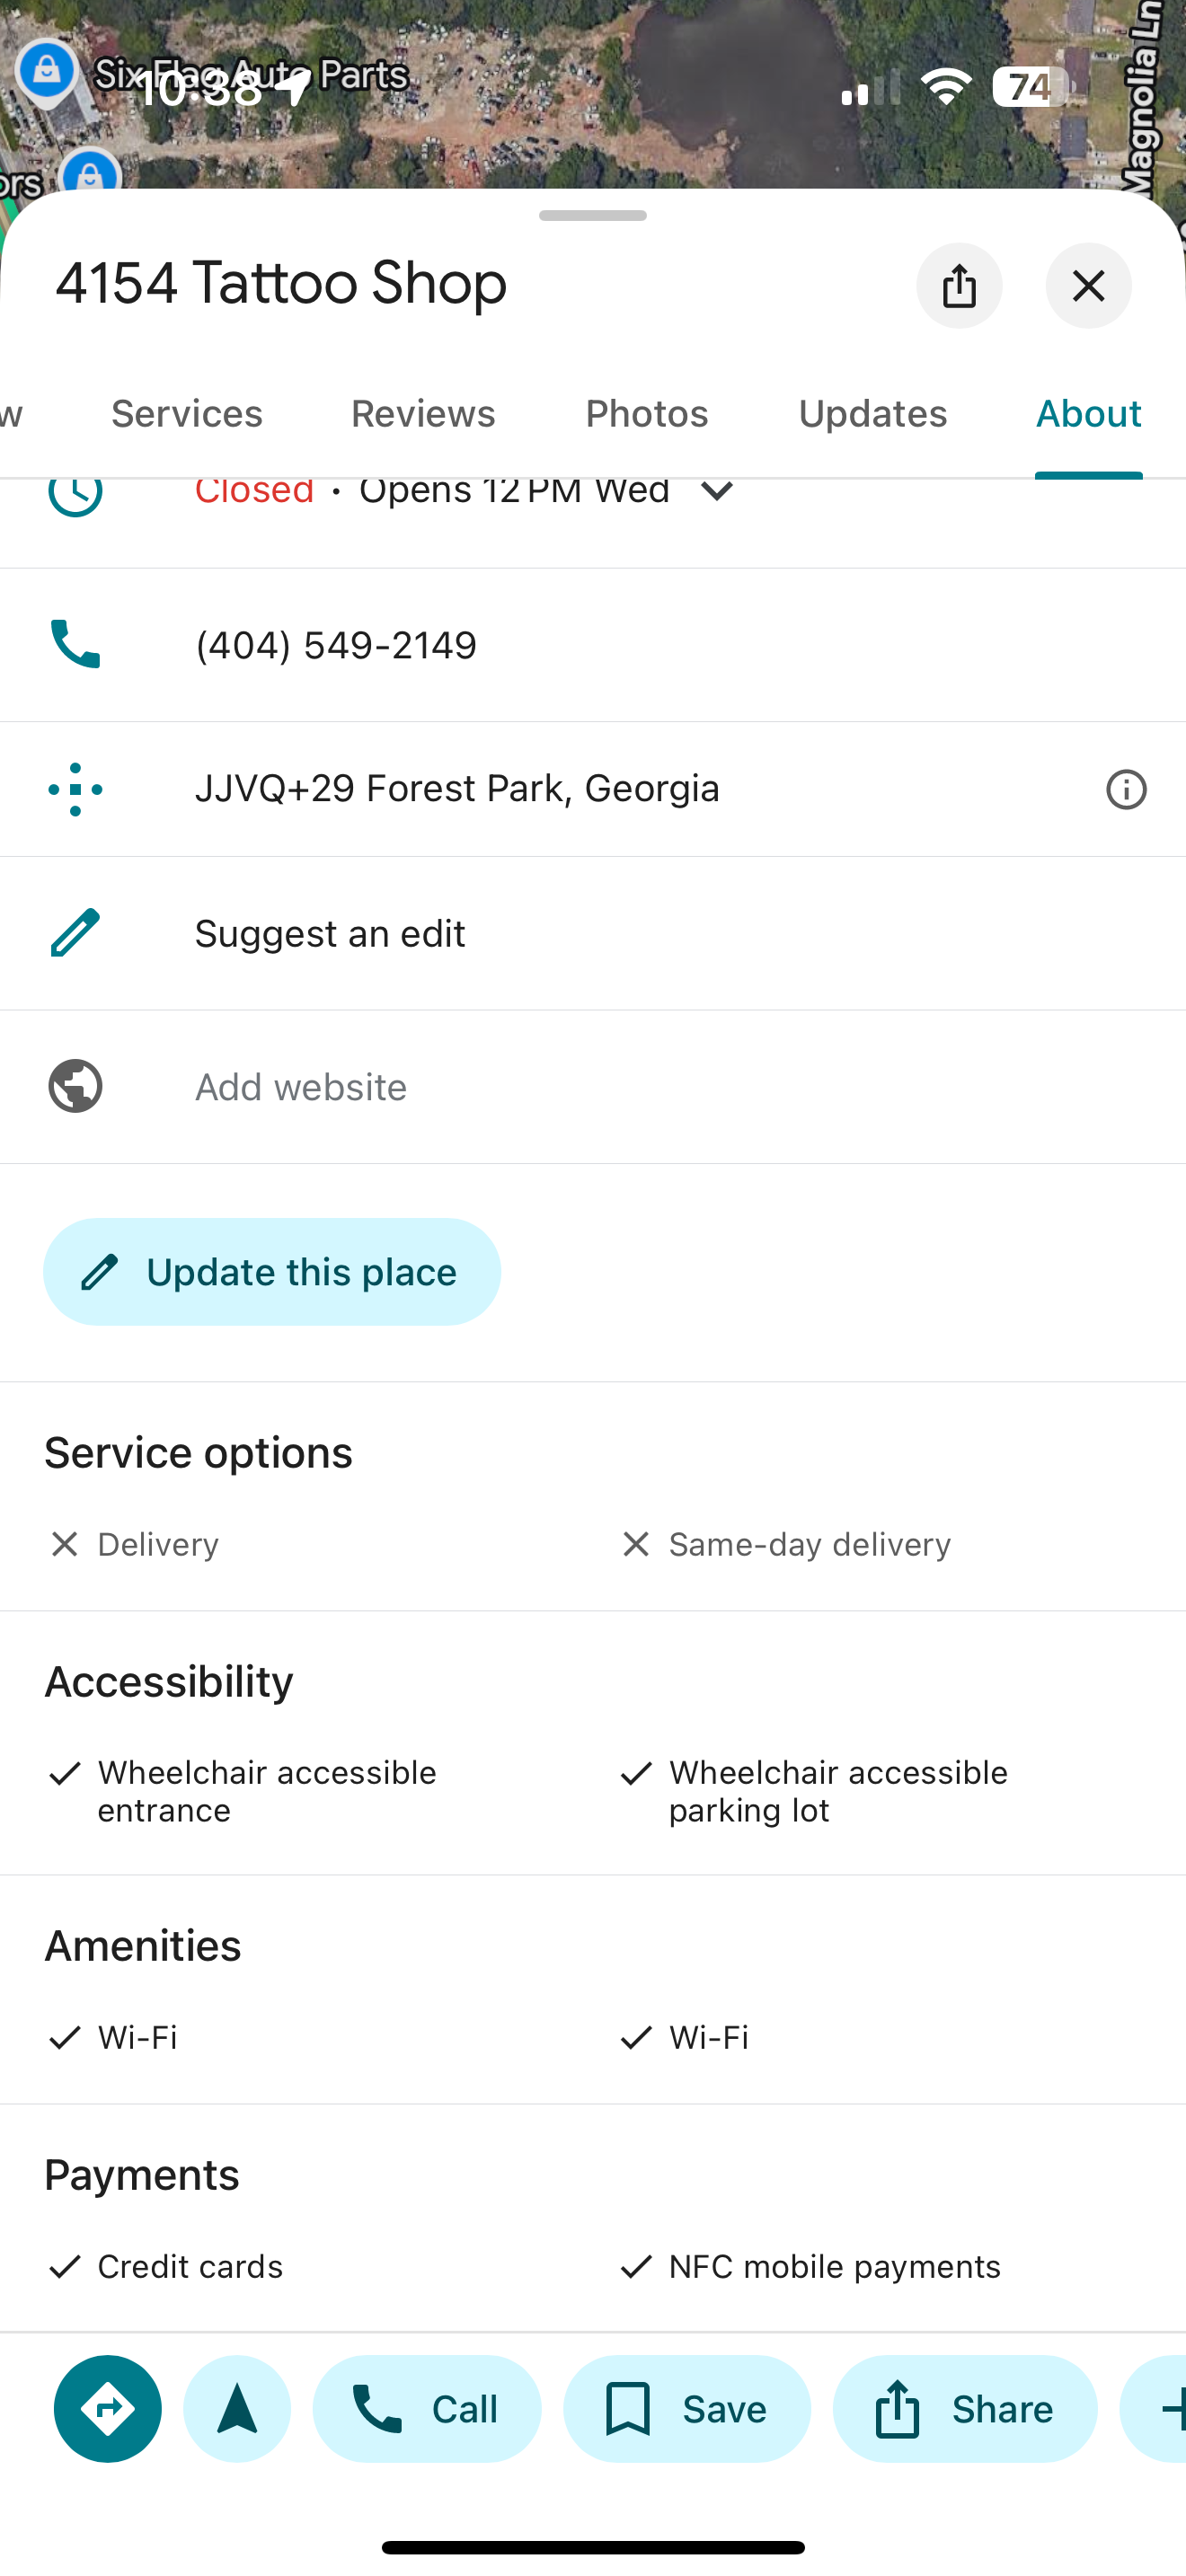 Six Flag Auto Parts
10:38
74
Magnolia Ln
ors
4154 Tattoo Shop
w
Services
Reviews
Photos
Updates
About
Closed · Opens 12 PM Wed
(404) 549-2149
JJVQ+29 Forest Park, Georgia
Suggest an edit
Add website
Update this place
Service options
Delivery
Same-day delivery
Accessibility
Wheelchair accessible
entrance
Wheelchair accessible
parking lot
Amenities
Wi-Fi
Wi-Fi
Payments
Credit cards
NFC mobile payments
Call
Save
Share